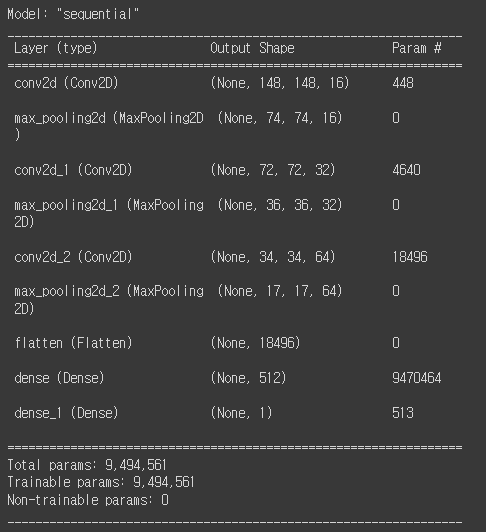 Model: "sequential"
_________________________________________________________________
Layer (type) Output Shape Param #
=================================================================
conv2d (Conv2D) (None, 148, 148, 16) 448
max_pooling2d (MaxPooling2D (None, 74, 74, 16) 0
)
conv2d_1 (Conv2D) (None, 72, 72, 32) 4640
max_pooling2d_1 (MaxPooling (None, 36, 36, 32) 0
2D)
conv2d_2 (Conv2D) (None, 34, 34, 64) 18496
max_pooling2d_2 (MaxPooling (None, 17, 17, 64) 0
2D)
flatten (Flatten) (None, 18496) 0
dense (Dense) (None, 512) 9470464
dense_1 (Dense) (None, 1) 513
=================================================================
Total params: 9,494,561
Trainable params: 9,494,561
Non-trainable params: 0
_________________________________________________________________